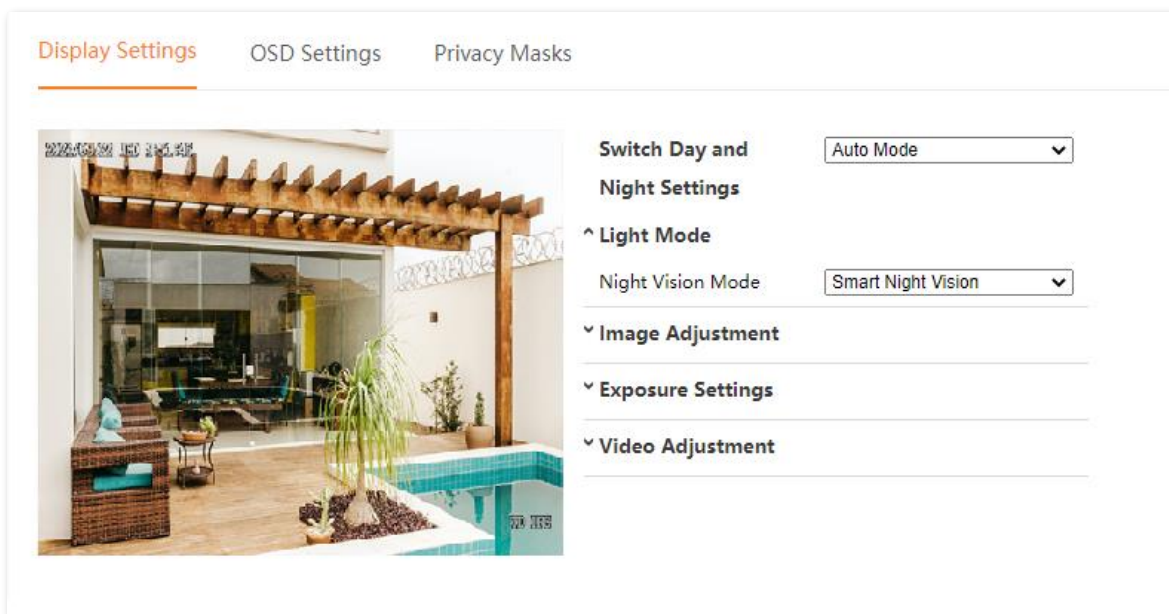 Display Settings
OSD Settings
Privacy Masks
Switch Day and
Night Settings
Auto Mode
Light Mode
Night Vision Mode
Smart Night Vision
Image Adjustment
Exposure Settings
Video Adjustment